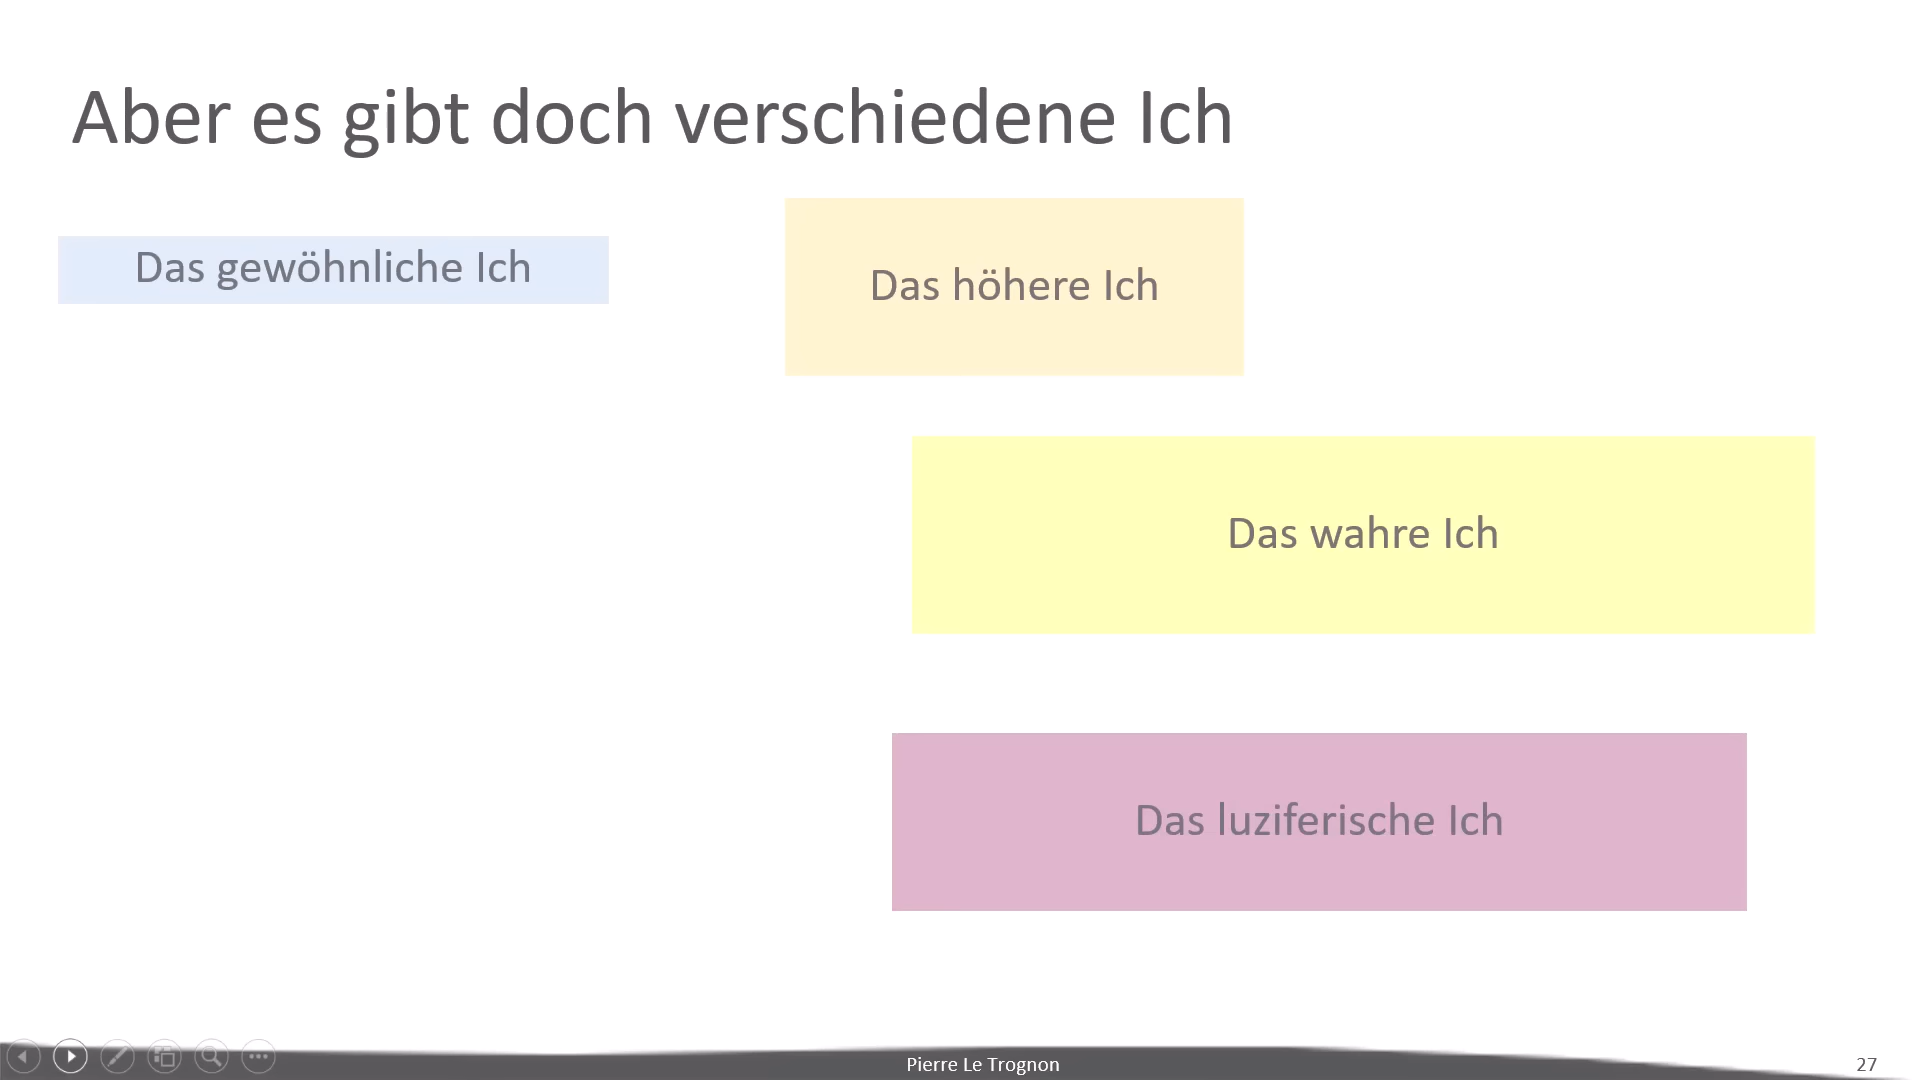 Aber es gibt doch verschiedene Ich
Das gewöhnliche Ich
Das höhere Ich
Das wahre Ich
Das luziferische Ich
Pierre Le Trognon
27